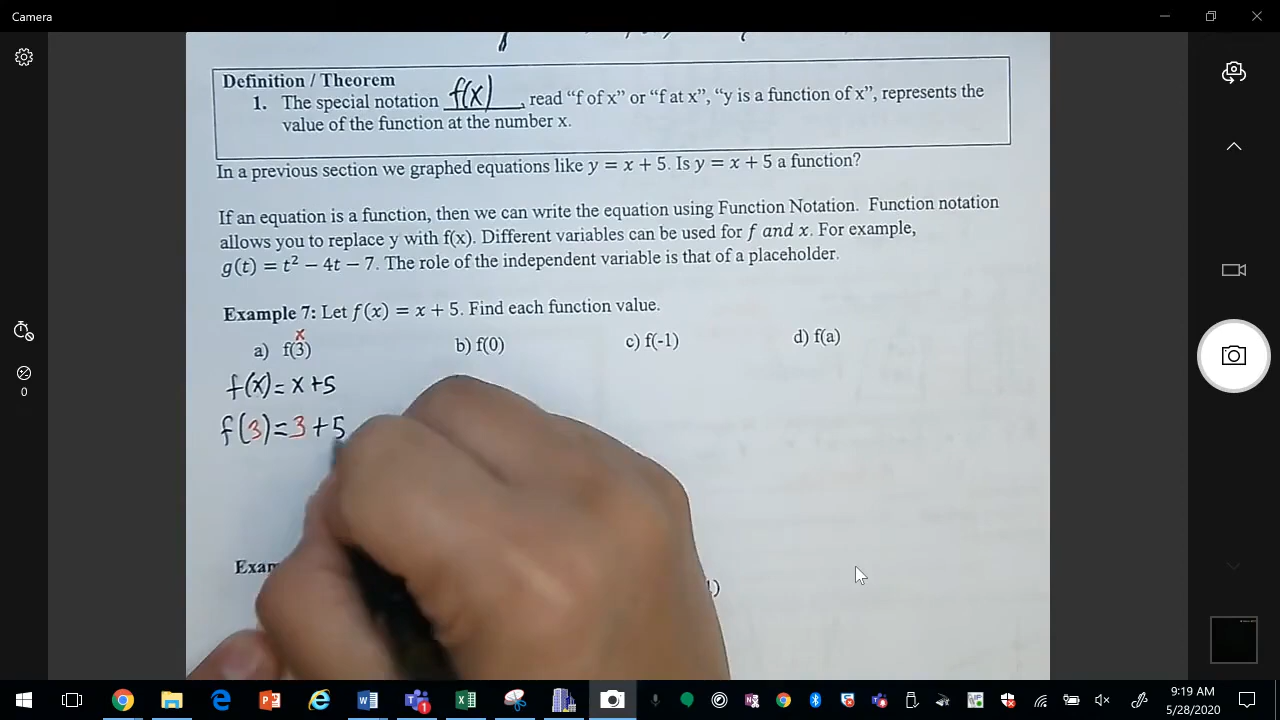 Camera
Definition / Theorem
1. The special notation f(x), read “f of x” or “f at x”, “y is a function of x”, represents the
value of the function at the number x.
In a previous section we graphed equations like y = x + 5. Is y = x + 5 a function?
If an equation is a function, then we can write the equation using Function Notation. Function notation
allows you to replace y with f(x). Different variables can be used for f and x. For example,
g(t) = t² − 4t − 7. The role of the independent variable is that of a placeholder.
Example 7: Let f(x) = x + 5. Find each function value.
x
a) f(3) b) f(0) c) f(-1) d) f(a)
f(x) = x + 5
f(3) = 3 + 5
0
9:19 AM
5/28/2020